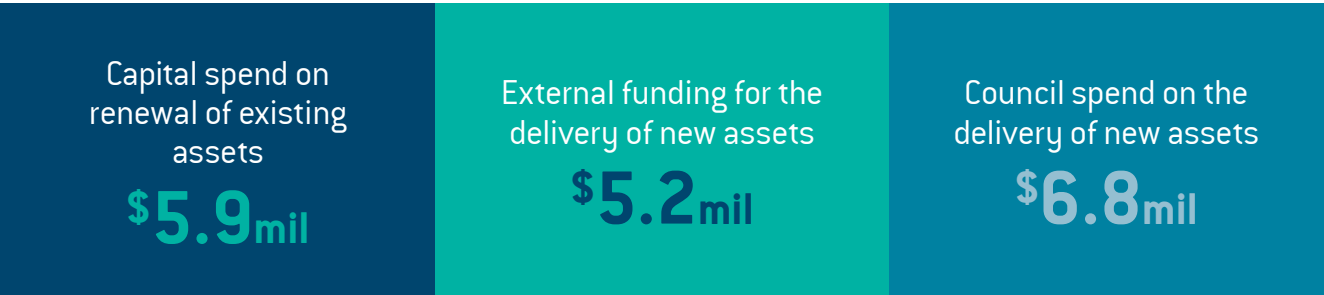 Capital spend on
renewal of existing
assets
$5.9mil
External funding for the
delivery of new assets
$5.2mil
Council spend on the
delivery of new assets
$6.8mil